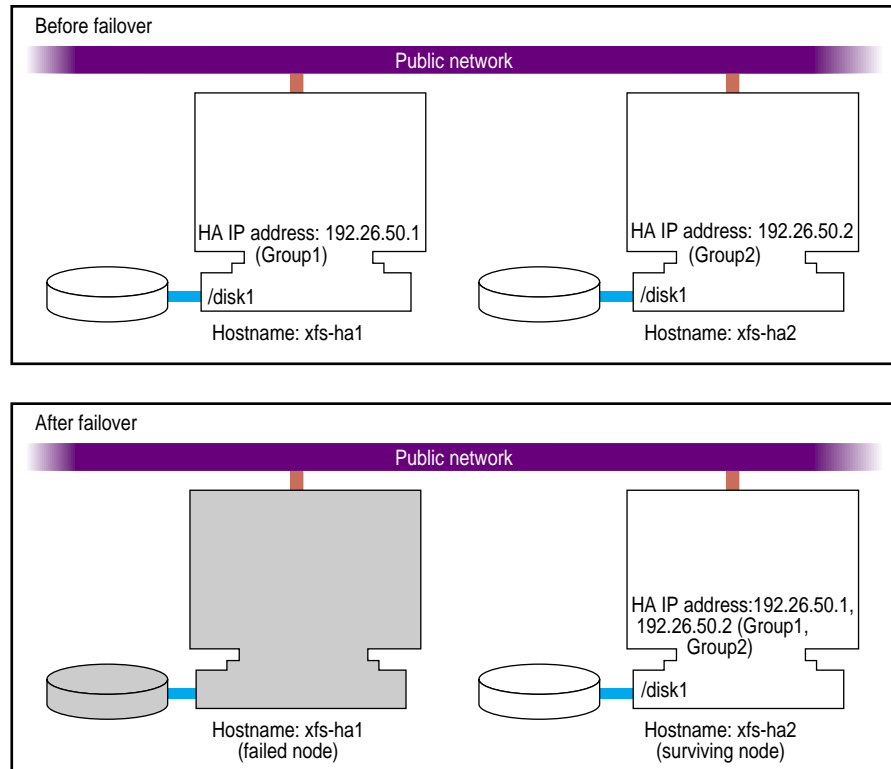 Before failover
Public network
HA IP address: 192.26.50.1
(Group1)
/disk1
Hostname: xfs-ha1
HA IP address: 192.26.50.2
(Group2)
/disk1
Hostname: xfs-ha2
After failover
Public network
Hostname: xfs-ha1
(failed node)
HA IP address:192.26.50.1,
192.26.50.2 (Group1,
Group2)
/disk1
Hostname: xfs-ha2
(surviving node)